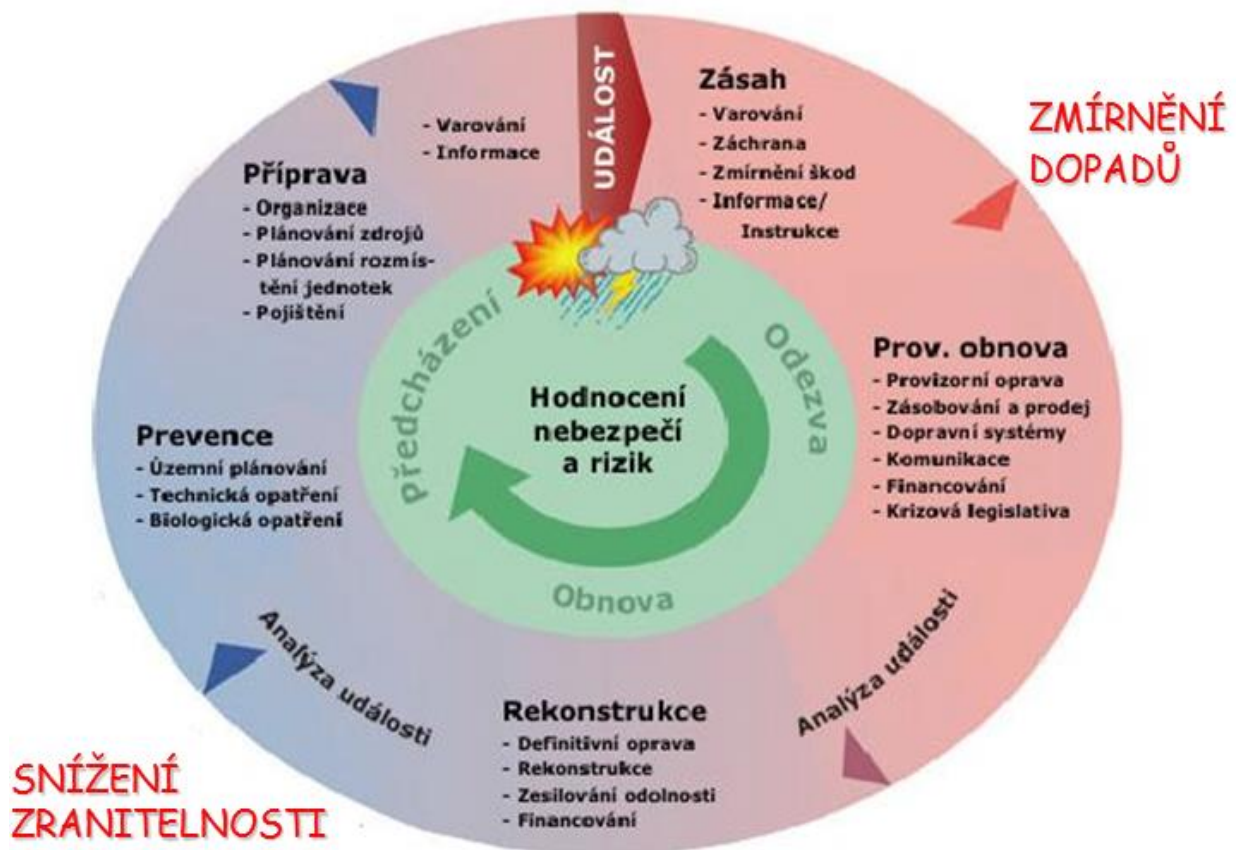 UDÁLOST
Zásah
- Varování
- Záchrana
- Zmírnění škod
- Informace/
Instrukce
ZMÍRNĚNÍ
DOPADŮ
- Varování
- Informace
Příprava
- Organizace
- Plánování zdrojů
- Plánování rozmís-
tění jednotek
- Pojištění
Předcházení
Odezva
Hodnocení
nebezpečí
a rizik
Obnova
Prov. obnova
- Provizorní oprava
- Zásobování a prodej
- Dopravní systémy
- Komunikace
- Financování
- Krizová legislativa
Prevence
- Územní plánování
- Technická opatření
- Biologická opatření
Analýza události
Analýza události
Rekonstrukce
- Definitivní oprava
- Rekonstrukce
- Zesilování odolnosti
- Financování
SNÍŽENÍ
ZRANITELNOSTI